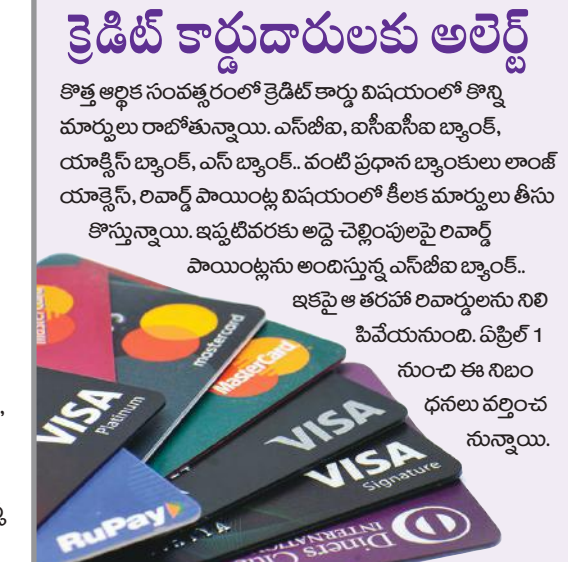 క్రెడిట్ కార్డుదారులకు అలెర్ట్
కొత్త ఆర్థిక సంవత్సరంలో క్రెడిట్ కార్డు విషయంలో కొన్ని
మార్పులు రాబోతున్నాయి. ఎస్‌బీఐ, ఐసీఐసీఐ బ్యాంక్,
యాక్సిస్ బ్యాంక్, ఎస్ బ్యాంక్.. వంటి ప్రధాన బ్యాంకులు లాంజ్
యాక్సెస్, రివార్డ్ పాయింట్ల విషయంలో కీలక మార్పులు తీసు
కొస్తున్నాయి. ఇప్పటివరకు అద్దె చెల్లింపులపై రివార్డ్
పాయింట్లను అందిస్తున్న ఎస్‌బీఐ బ్యాంక్..
ఇకపై ఆ తరహా రివార్డులను నిలి
పివేయనుంది. ఏప్రిల్ 1
నుంచి ఈ నిబం
ధనలు వర్తించ
నున్నాయి.
mastercard
MasterCard
VISA
Platinum
VISA
VISA
Signature
RuPay
Diners Club
INTERNATIONAL